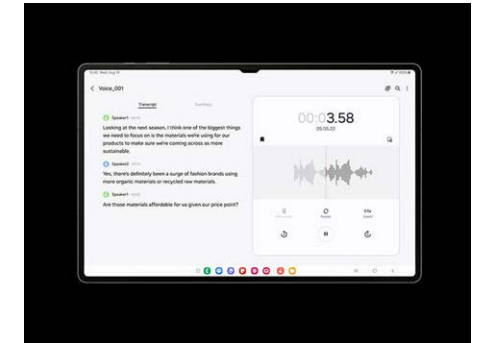 Voice_001
Transcript
Summary
Speaker1
Looking at the next season, I think one of the biggest things
we need to focus on is the materials we're using for our
products to make sure we're coming across as more
sustainable.
Speaker2
Yes, there's definitely been a surge of fashion brands using
more organic materials or recycled raw materials.
Speaker1
Are those materials affordable for us given our price point?
00:03.58